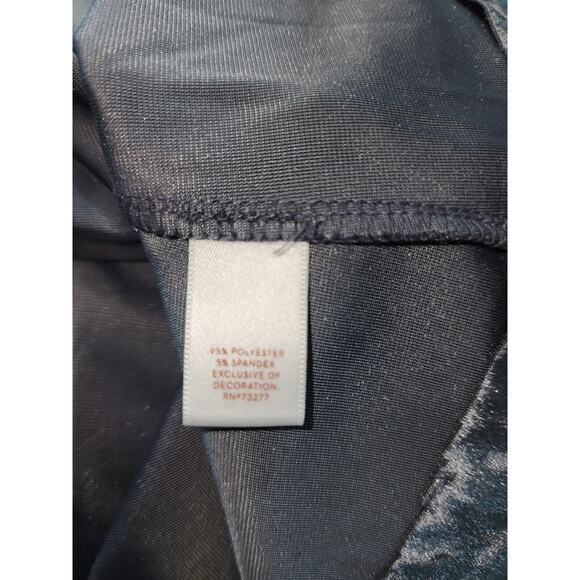 95% POLYESTER
5% SPANDEX
EXCLUSIVE OF
DECORATION.
RN#73277